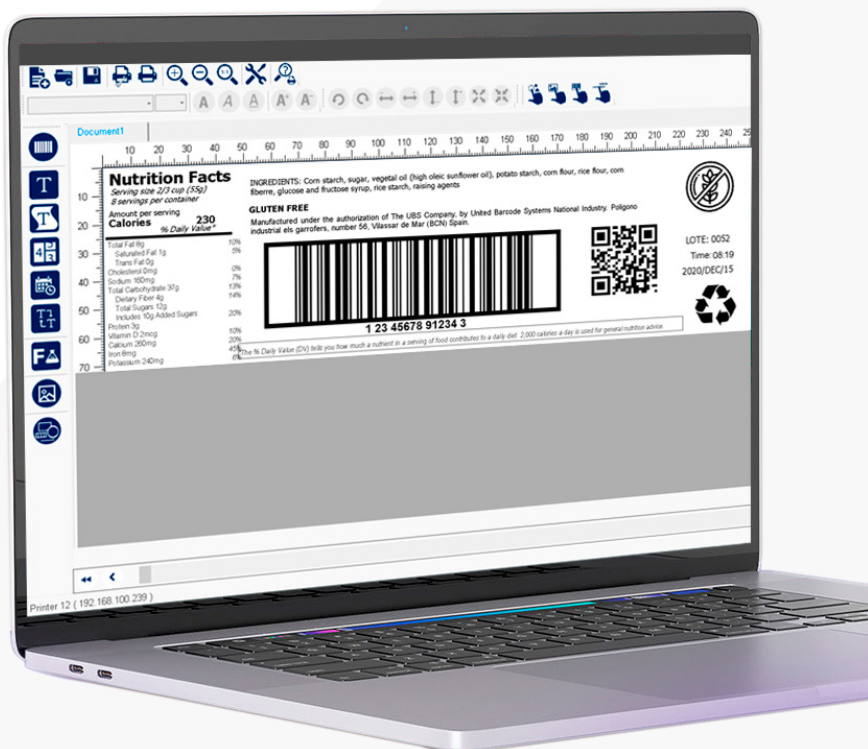 Document1
10 20 30 40 50 60 70 80 90 100 110 120 130 140 150 160 170 180 190 200 210 220 230 240
10
20
30
40
50
60
70
Nutrition Facts
Serving size 2/3 cup (55g)
8 servings per container
Amount per serving
Calories 230
% Daily Value*
Total Fat 8g 10%
Saturated Fat 1g 5%
Trans Fat 0g
Cholesterol 0mg 0%
Sodium 160mg 7%
Total Carbohydrate 37g 13%
Dietary Fiber 4g 14%
Total Sugars 12g
Includes 10g Added Sugars 20%
Protein 3g
Vitamin D 2mcg 10%
Calcium 260mg 20%
Iron 8mg 45%
Potassium 240mg 6%
INGREDIENTS: Corn starch, sugar, vegetal oil (high oleic sunflower oil), potato starch, corn flour, rice flour, corn
fiberre, glucose and fructose syrup, rice starch, raising agents
GLUTEN FREE
Manufactured under the authorization of The UBS Company, by United Barcode Systems National Industry. Poligono
industrial els garrofers, number 56, Vilassar de Mar (BCN) Spain.
1 23 45678 91234 3
*The % Daily Value (DV) tells you how much a nutrient in a serving of food contributes to a daily diet. 2,000 calories a day is used for general nutrition advice.
LOTE: 0052
Time: 08:19
2020/DEC/15
Printer 12 ( 192.168.100.239 )